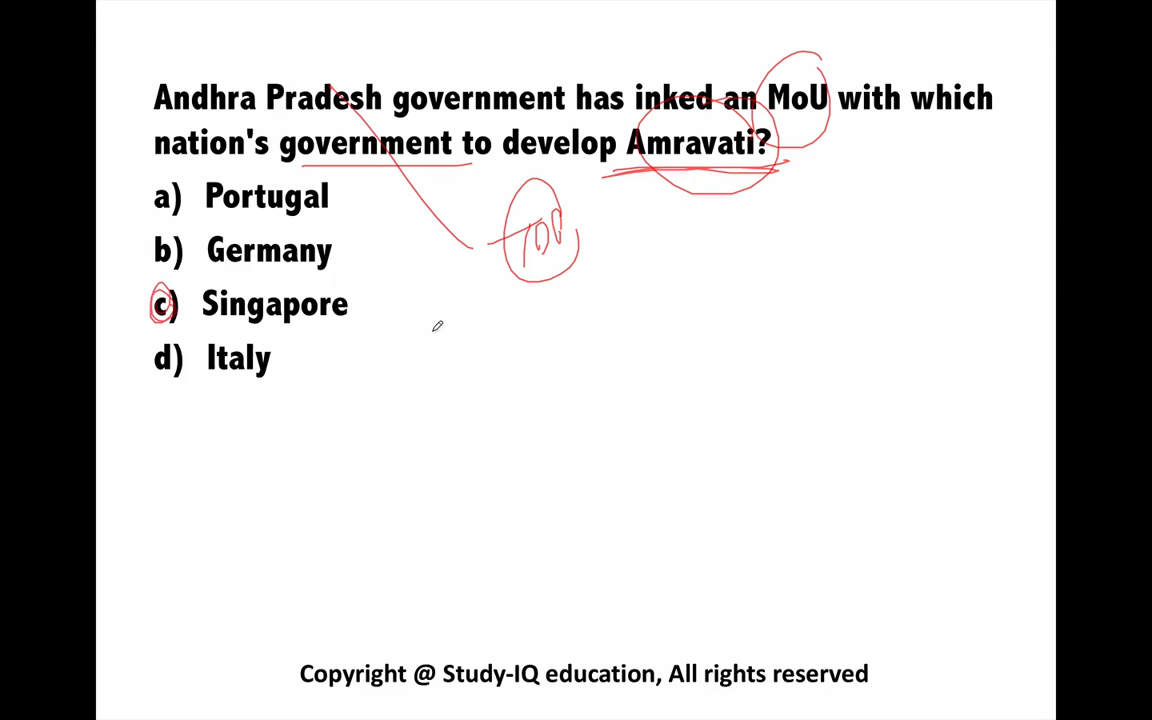 Andhra Pradesh government has inked an MoU with which
nation's government to develop Amravati?
a) Portugal
b) Germany
c) Singapore
d) Italy
Copyright @ Study-IQ education, All rights reserved